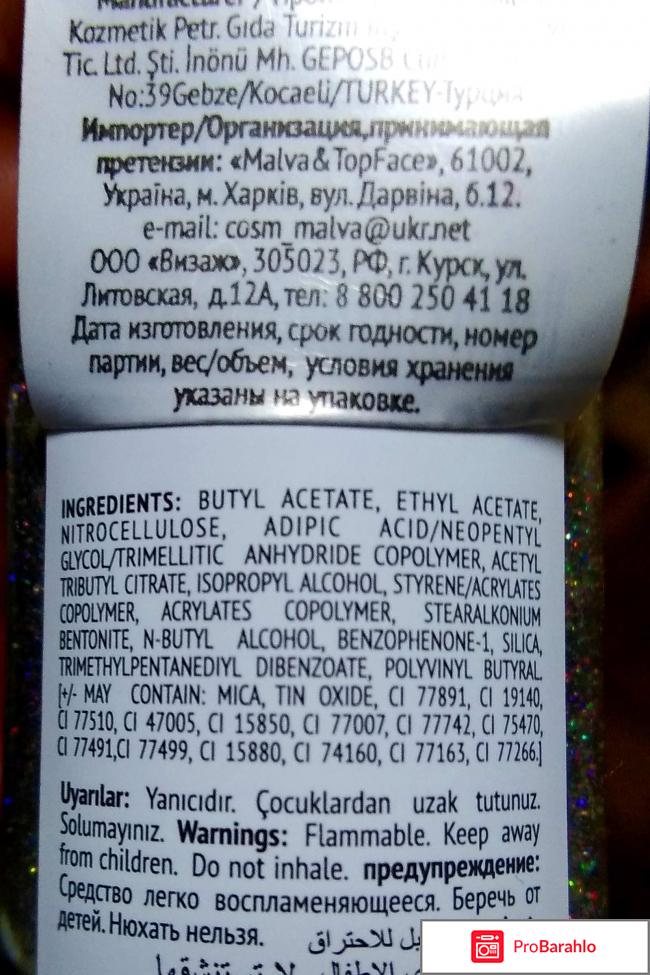 Kozmetik Petr. Gıda Turizm
Tic. Ltd. Şti. İnönü Mh. GEPOSB
No:39Gebze/Kocaeli/TURKEY-Турция
Импортер/Организация,принимающая
претензии: «Malva&TopFace», 61002,
Україна, м. Харків, вул. Дарвіна, б.12.
e-mail: cosm_malva@ukr.net
ООО «Визаж», 305023, РФ, г. Курск, ул.
Литовская, д.12А, тел: 8 800 250 41 18
Дата изготовления, срок годности, номер
партии, вес/объем, условия хранения
указаны на упаковке.
INGREDIENTS: BUTYL ACETATE, ETHYL ACETATE,
NITROCELLULOSE, ADIPIC ACID/NEOPENTYL
GLYCOL/TRIMELLITIC ANHYDRIDE COPOLYMER, ACETYL
TRIBUTYL CITRATE, ISOPROPYL ALCOHOL, STYRENE/ACRYLATES
COPOLYMER, ACRYLATES COPOLYMER, STEARALKONIUM
BENTONITE, N-BUTYL ALCOHOL, BENZOPHENONE-1, SILICA,
TRIMETHYLPENTANEDIYL DIBENZOATE, POLYVINYL BUTYRAL.
[+/- MAY CONTAIN: MICA, TIN OXIDE, CI 77891, CI 19140,
CI 77510, CI 47005, CI 15850, CI 77007, CI 77742, CI 75470,
CI 77491,CI 77499, CI 15880, CI 74160, CI 77163, CI 77266.]
Uyarılar: Yanıcıdır. Çocuklardan uzak tutunuz.
Solumayınız. Warnings: Flammable. Keep away
from children. Do not inhale. предупреждение:
Средство легко воспламеняющееся. Беречь от
детей. Нюхать нельзя. للاحتراق
الاطفال
ProBarahlo